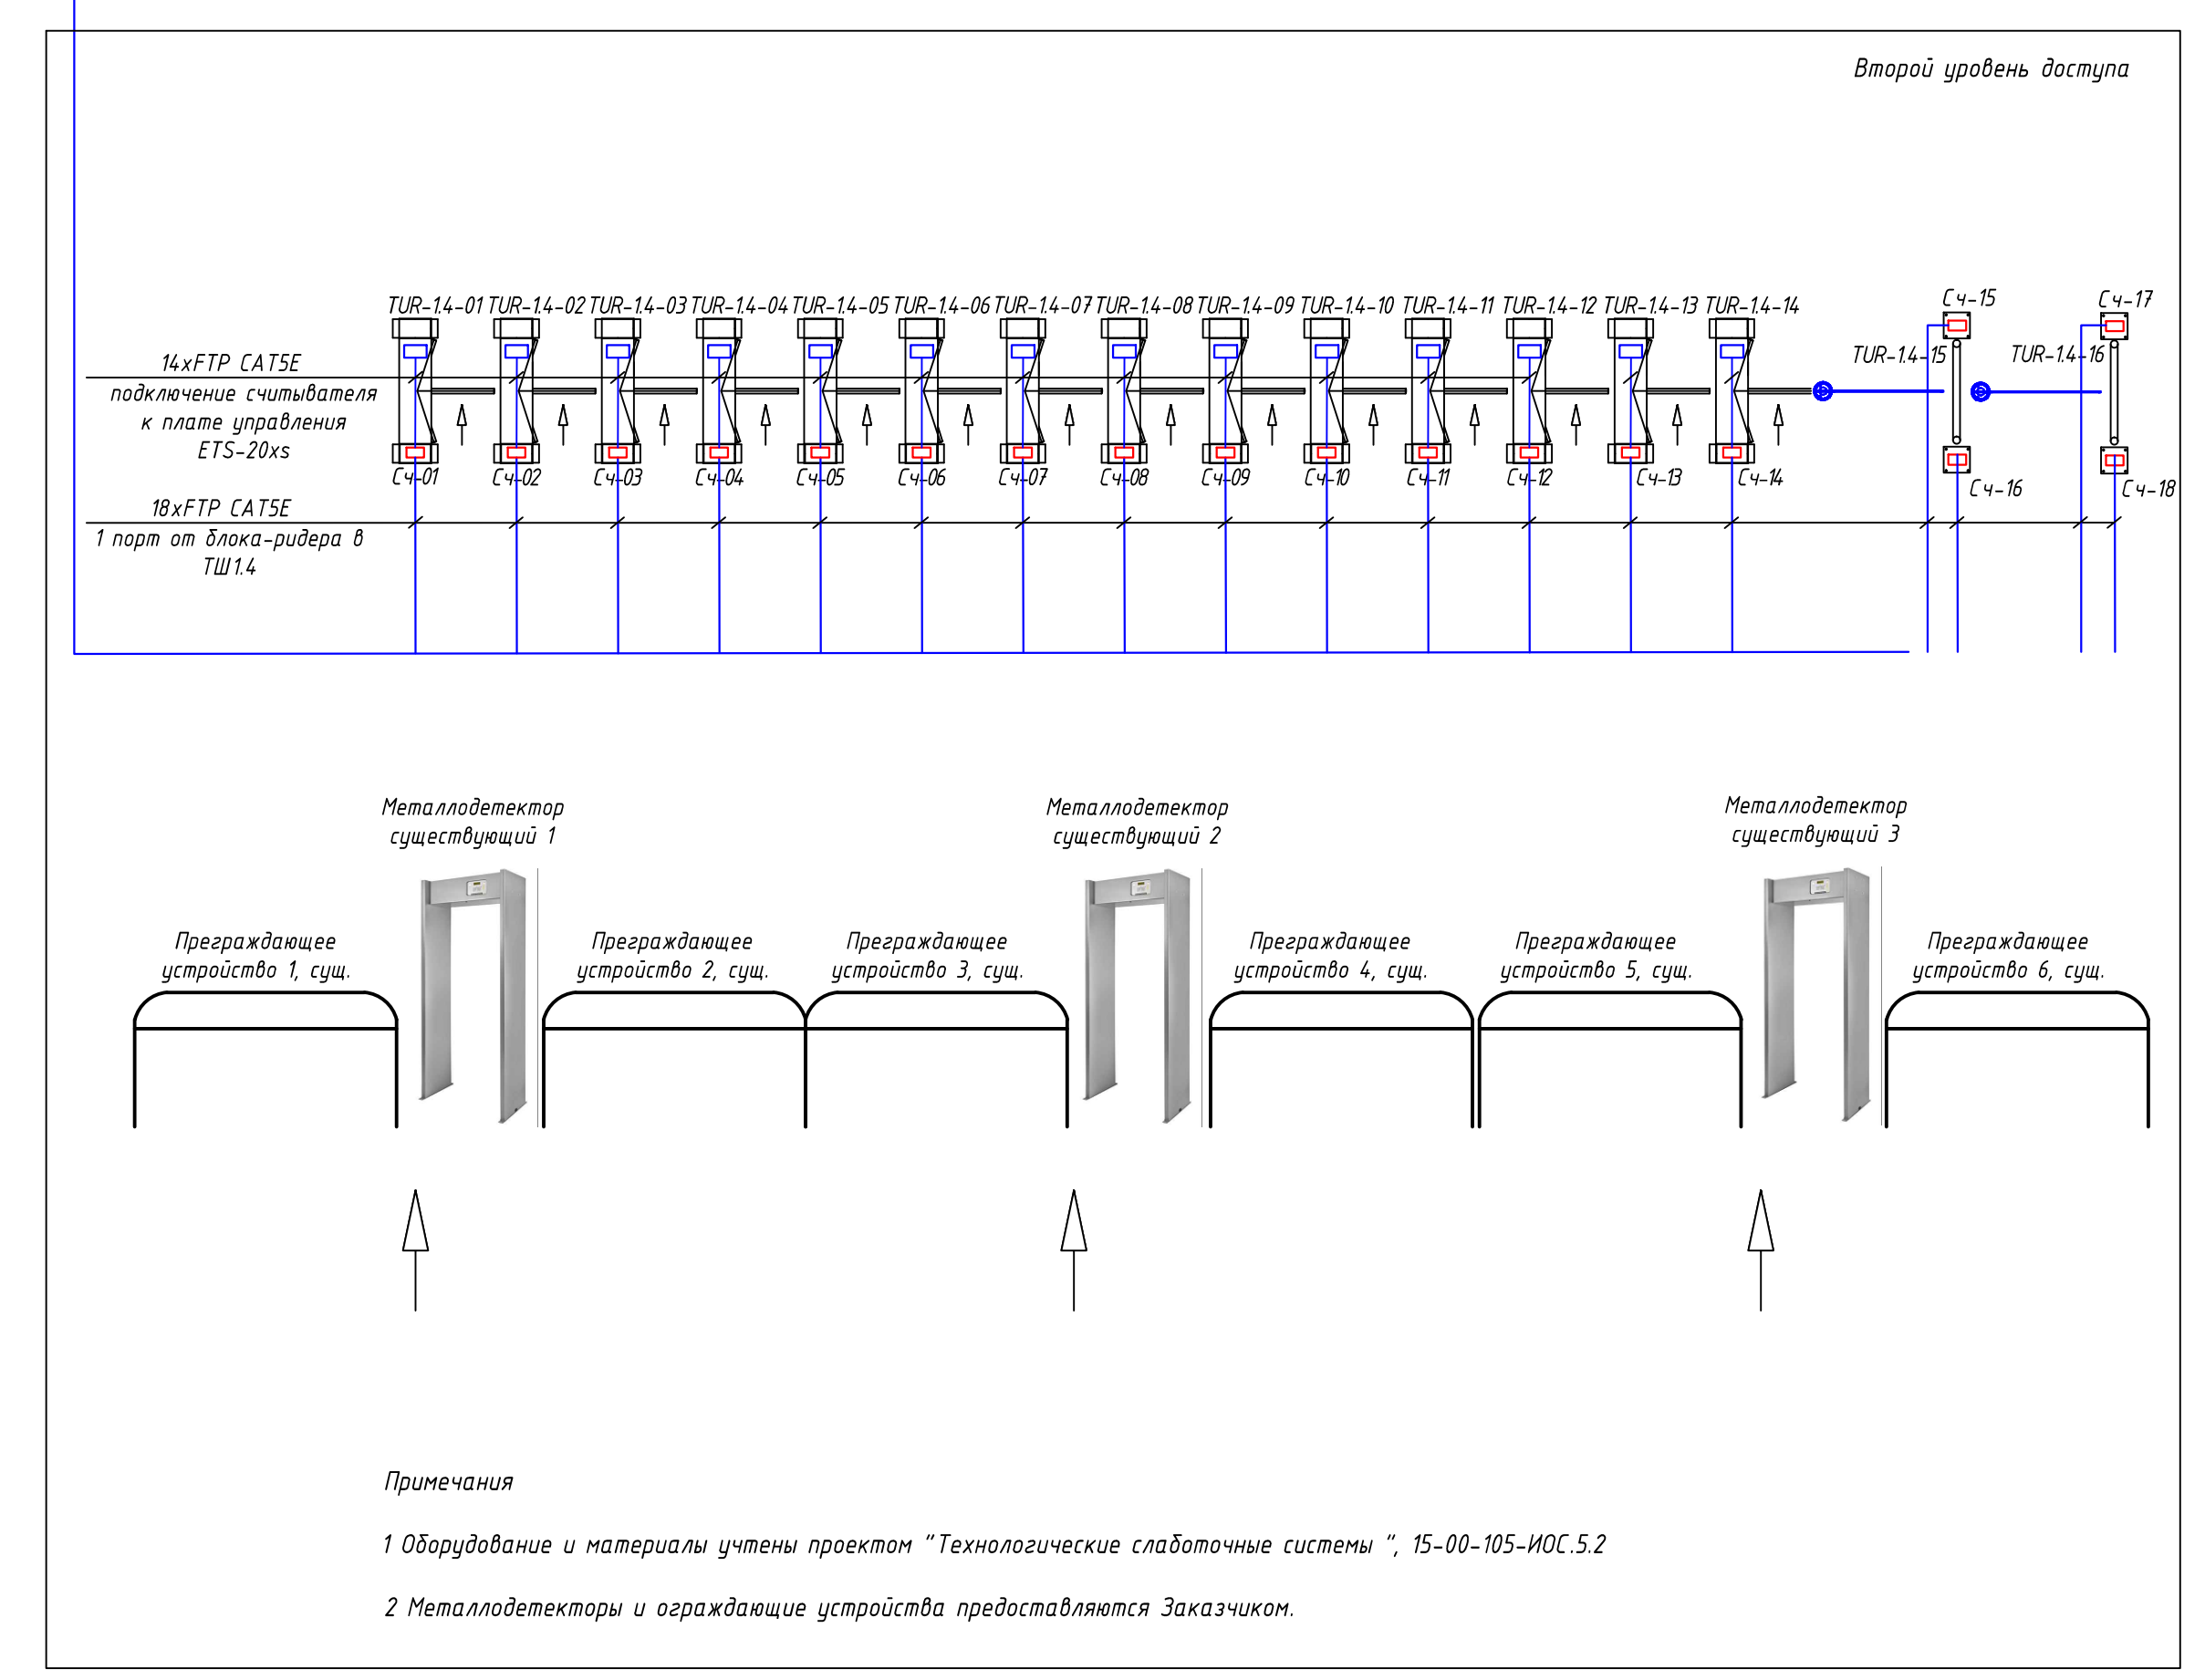 Второй уровень доступа
TUR-1.4-01 TUR-1.4-02 TUR-1.4-03 TUR-1.4-04 TUR-1.4-05 TUR-1.4-06 TUR-1.4-07 TUR-1.4-08 TUR-1.4-09 TUR-1.4-10 TUR-1.4-11 TUR-1.4-12 TUR-1.4-13 TUR-1.4-14
Сч-15
Сч-17
TUR-1.4-15
TUR-1.4-16
14xFTP CAT5E
подключение считывателя
к плате управления
ETS-20xs
Сч-01 Сч-02 Сч-03 Сч-04 Сч-05 Сч-06 Сч-07 Сч-08 Сч-09 Сч-10 Сч-11 Сч-12 Сч-13 Сч-14
Сч-16
Сч-18
18xFTP CAT5E
1 порт от блока-ридера в
ТШ1.4
Металлодетектор
существующий 1
Металлодетектор
существующий 2
Металлодетектор
существующий 3
Преграждающее
устройство 1, сущ.
Преграждающее
устройство 2, сущ.
Преграждающее
устройство 3, сущ.
Преграждающее
устройство 4, сущ.
Преграждающее
устройство 5, сущ.
Преграждающее
устройство 6, сущ.
Примечания
1 Оборудование и материалы учтены проектом "Технологические слаботочные системы ", 15-00-105-ИОС.5.2
2 Металлодетекторы и ограждающие устройства предоставляются Заказчиком.